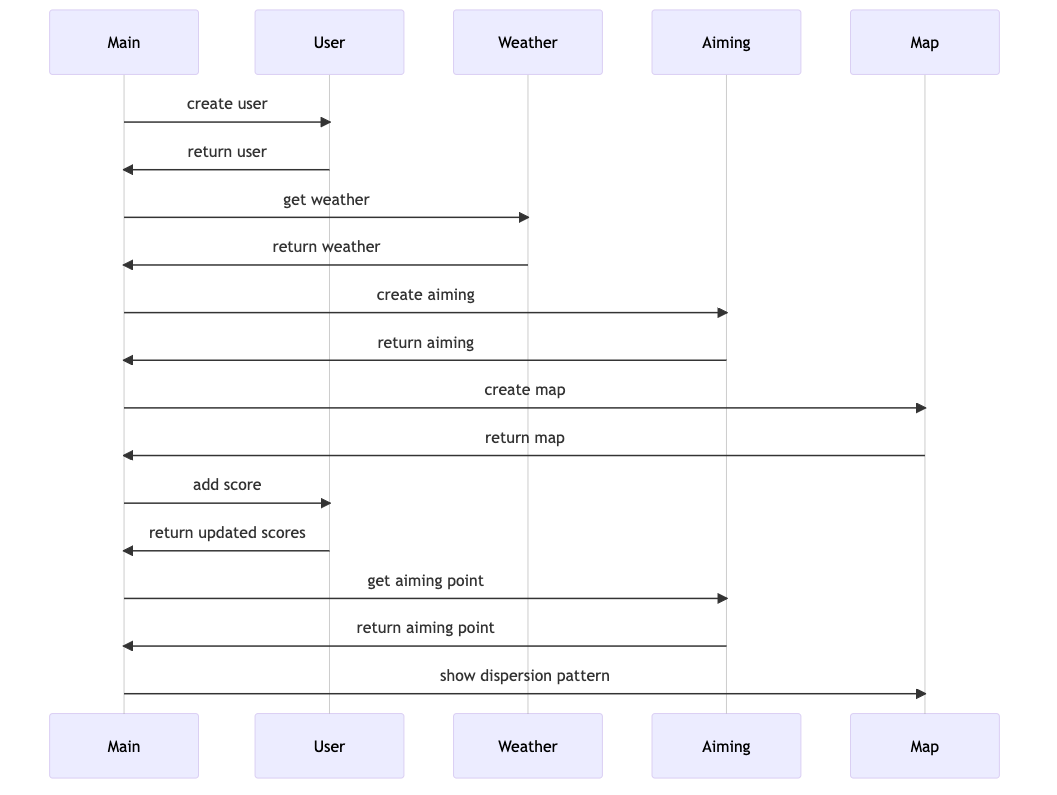 Main User Weather Aiming Map
create user
return user
get weather
return weather
create aiming
return aiming
create map
return map
add score
return updated scores
get aiming point
return aiming point
show dispersion pattern
Main User Weather Aiming Map